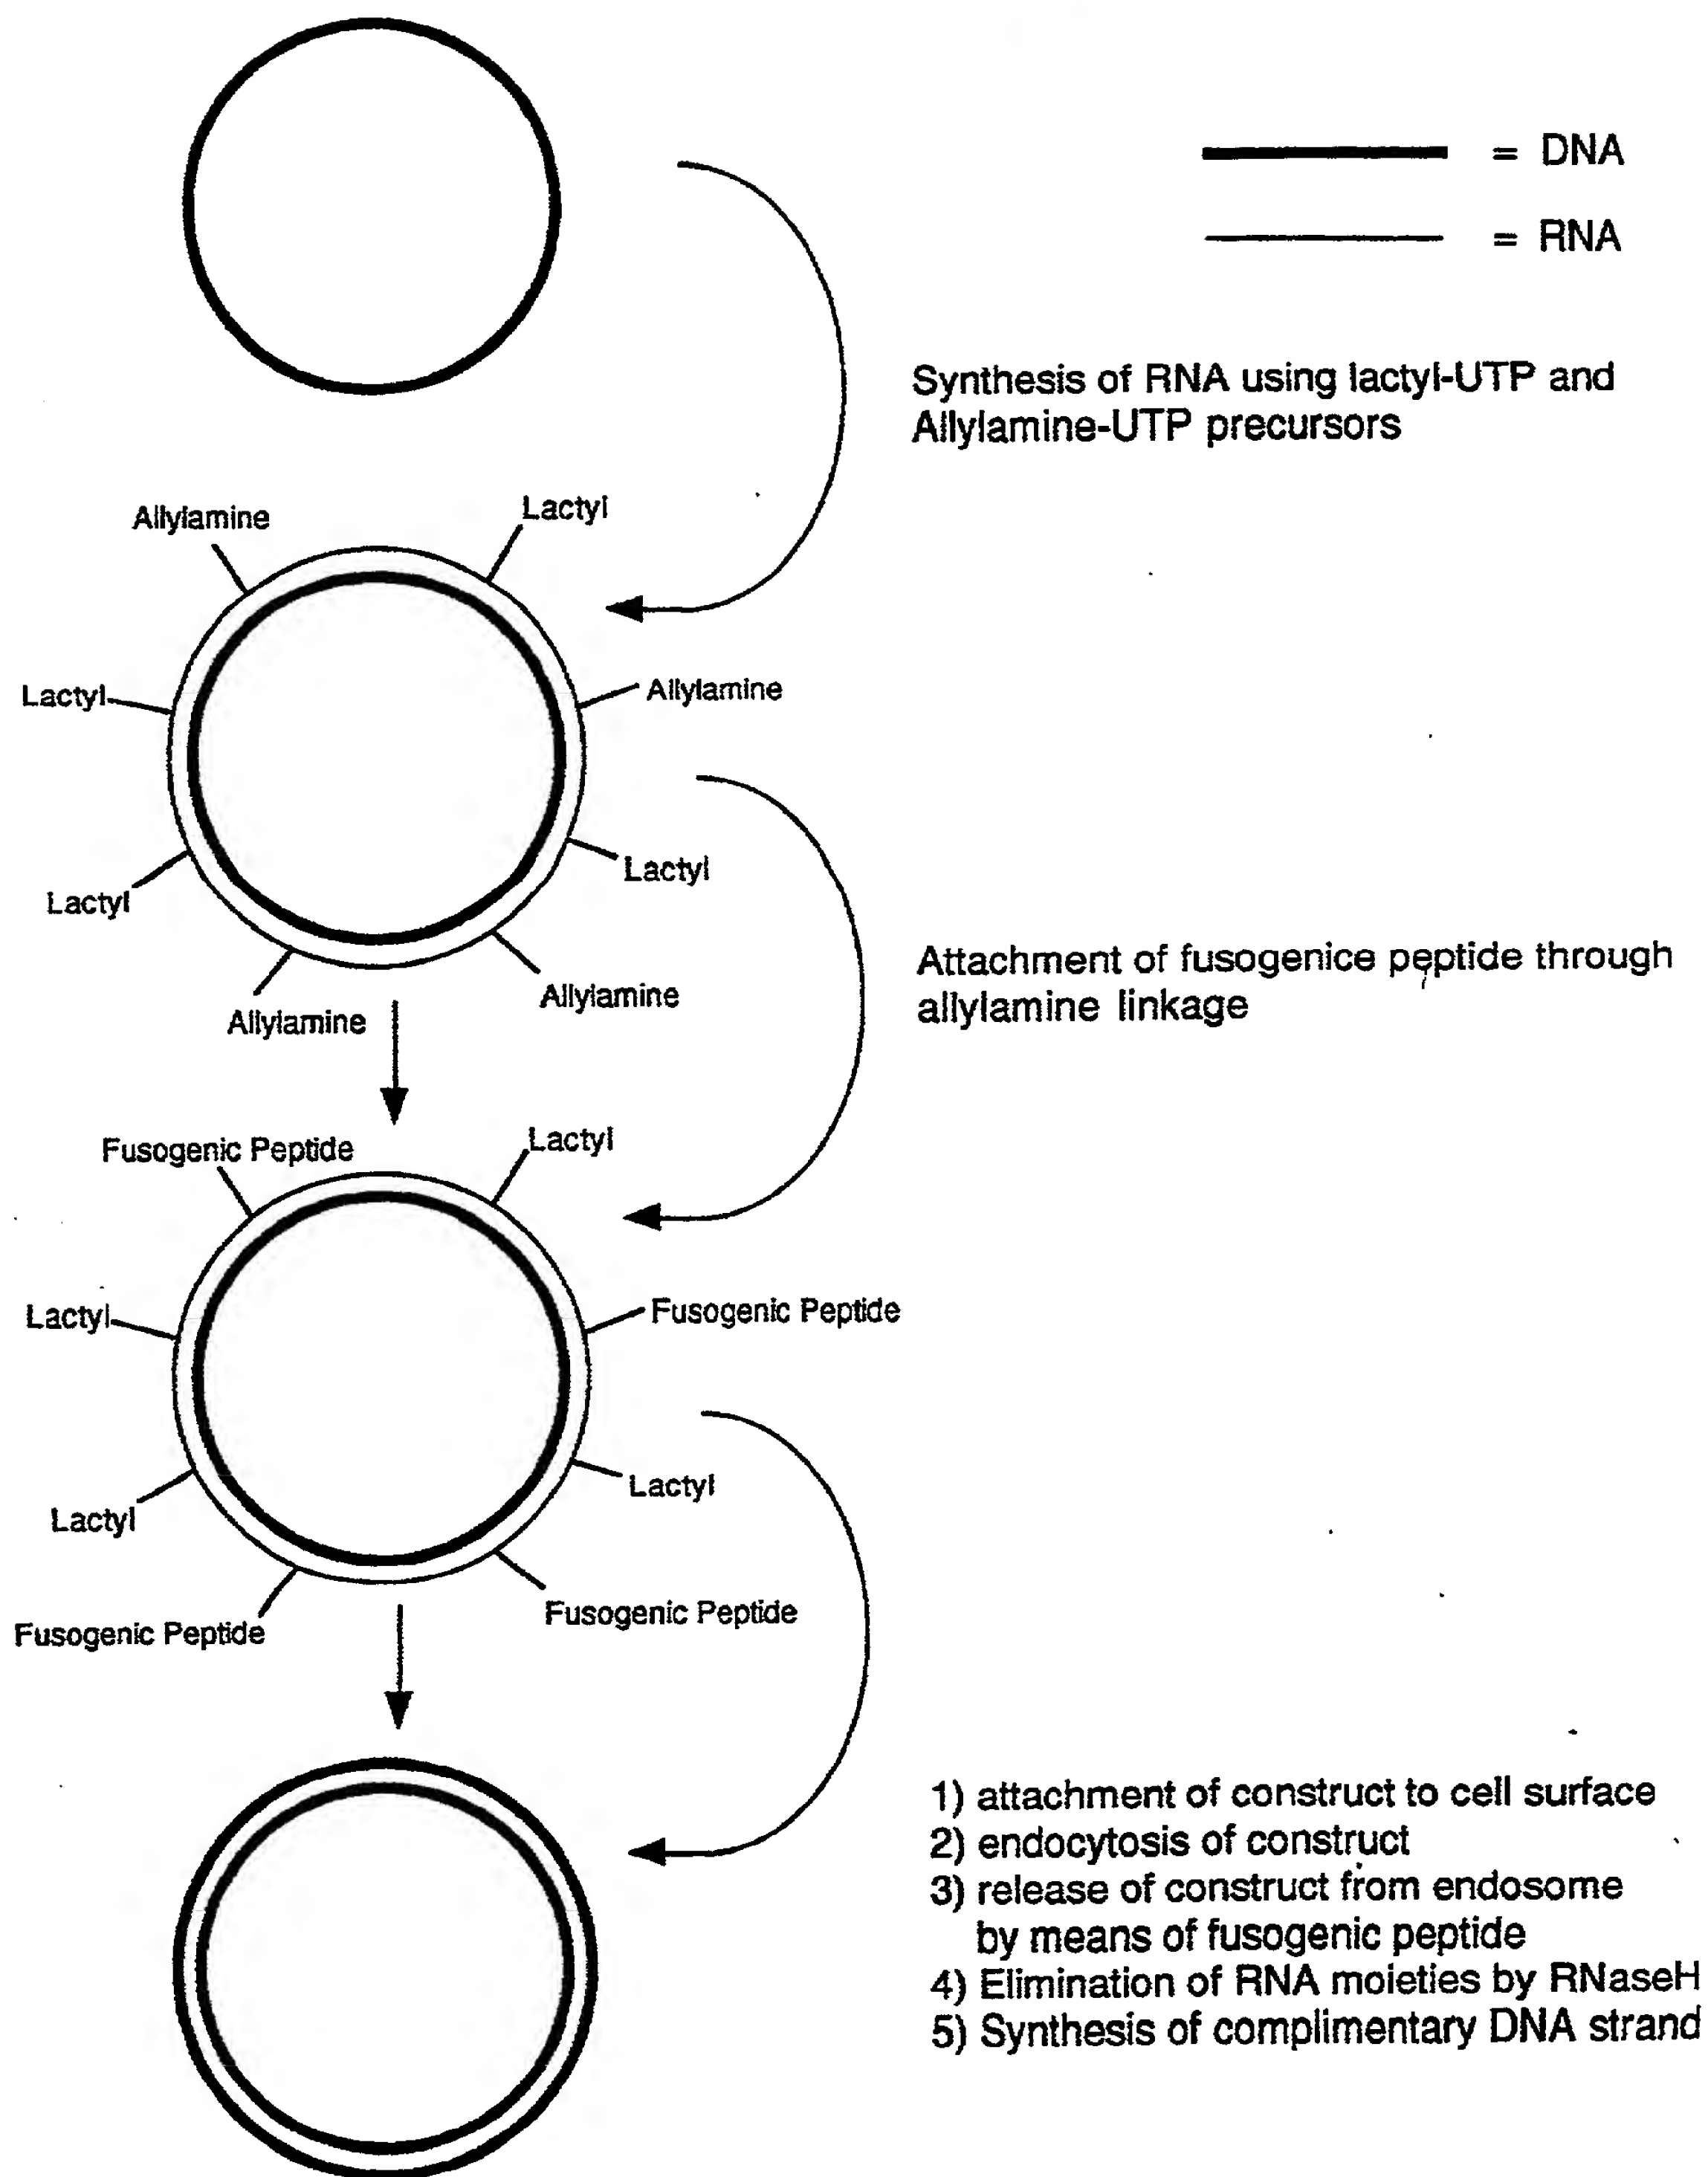 = DNA
= RNA
Synthesis of RNA using lactyl-UTP and
Allylamine-UTP precursors
Allylamine
Lactyl
Lactyl
Allylamine
Lactyl
Lactyl
Allylamine
Allylamine
Attachment of fusogenice peptide through
allylamine linkage
Fusogenic Peptide
Lactyl
Lactyl
Fusogenic Peptide
Lactyl
Lactyl
Fusogenic Peptide
Fusogenic Peptide
1) attachment of construct to cell surface
2) endocytosis of construct
3) release of construct from endosome
by means of fusogenic peptide
4) Elimination of RNA moieties by RNaseH
5) Synthesis of complimentary DNA strand